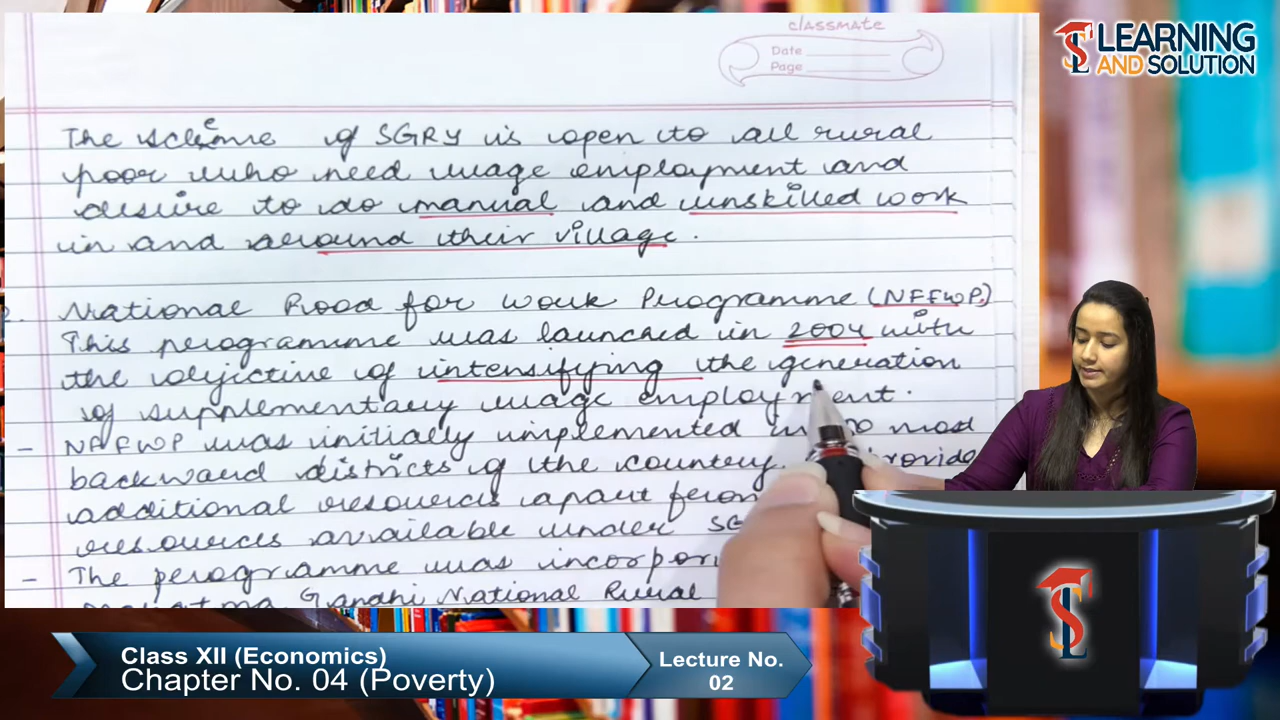 classmate
Date
Page
LEARNING
AND SOLUTION
The scheme of SGRY is open to all rural
poor who need wage employment and
desire to do manual and unskilled work
in and around their village.
National Food for Work Programme (NFFWP)
This programme was launched in 2004 with
the objective of intensifying the generation
of supplementary wage employment.
- NFFWP was initially implemented in most
backward districts of the country.
additional resources apart from
resources available under
- The programme was
Mahatma Gandhi National Rural
Class XII (Economics)
Chapter No. 04 (Poverty)
Lecture No.
02